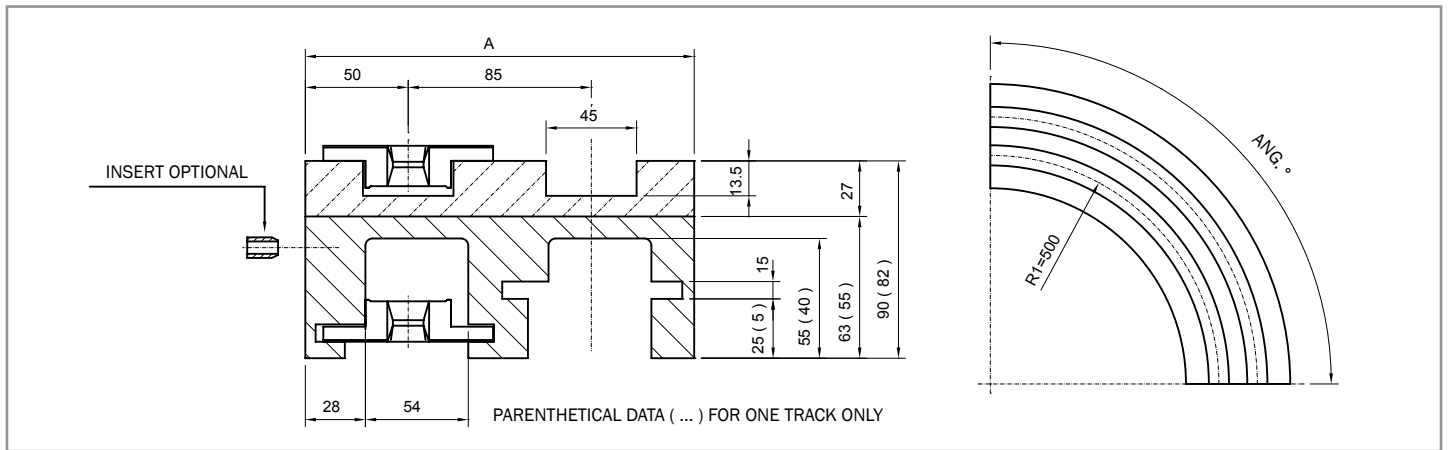 A
50
85
45
INSERT OPTIONAL
13.5
27
15
25 ( 5 )
55 ( 40 )
63 ( 55 )
90 ( 82 )
28
54
PARENTHETICAL DATA ( ... ) FOR ONE TRACK ONLY
ANG. °
R1=500